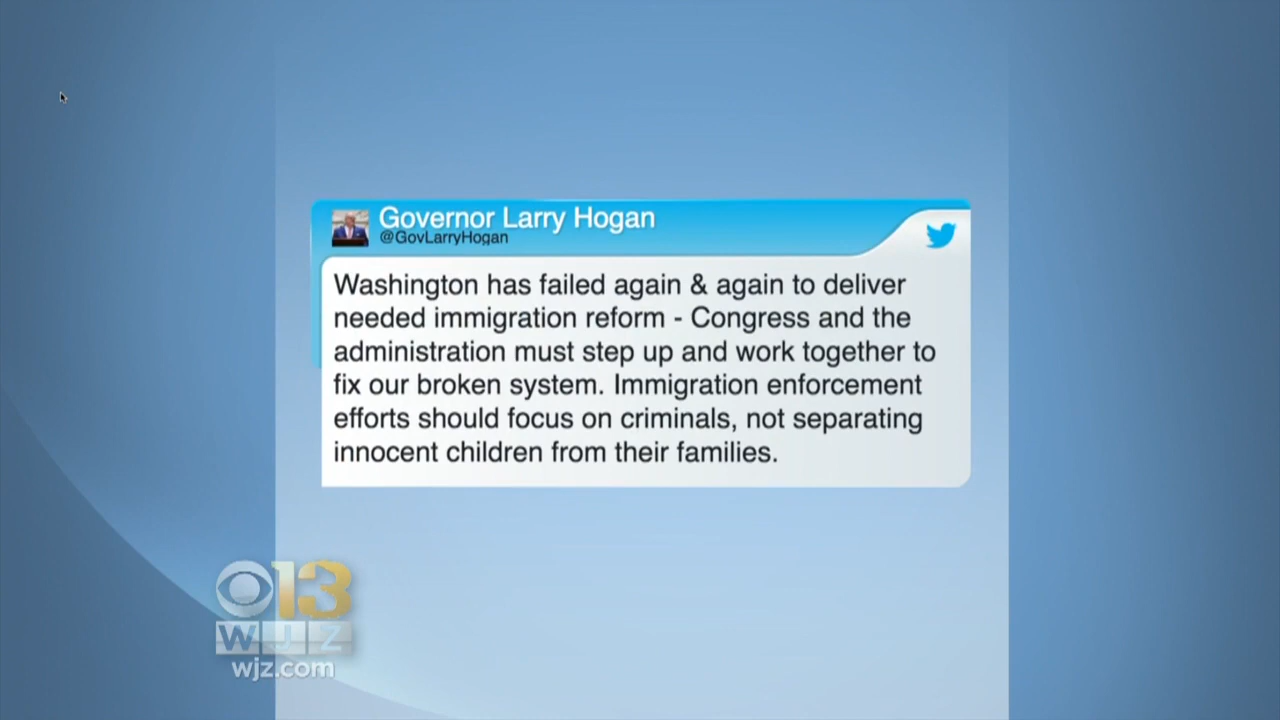 Governor Larry Hogan
@GovLarryHogan
Washington has failed again & again to deliver
needed immigration reform - Congress and the
administration must step up and work together to
fix our broken system. Immigration enforcement
efforts should focus on criminals, not separating
innocent children from their families.
13
WJZ
wjz.com